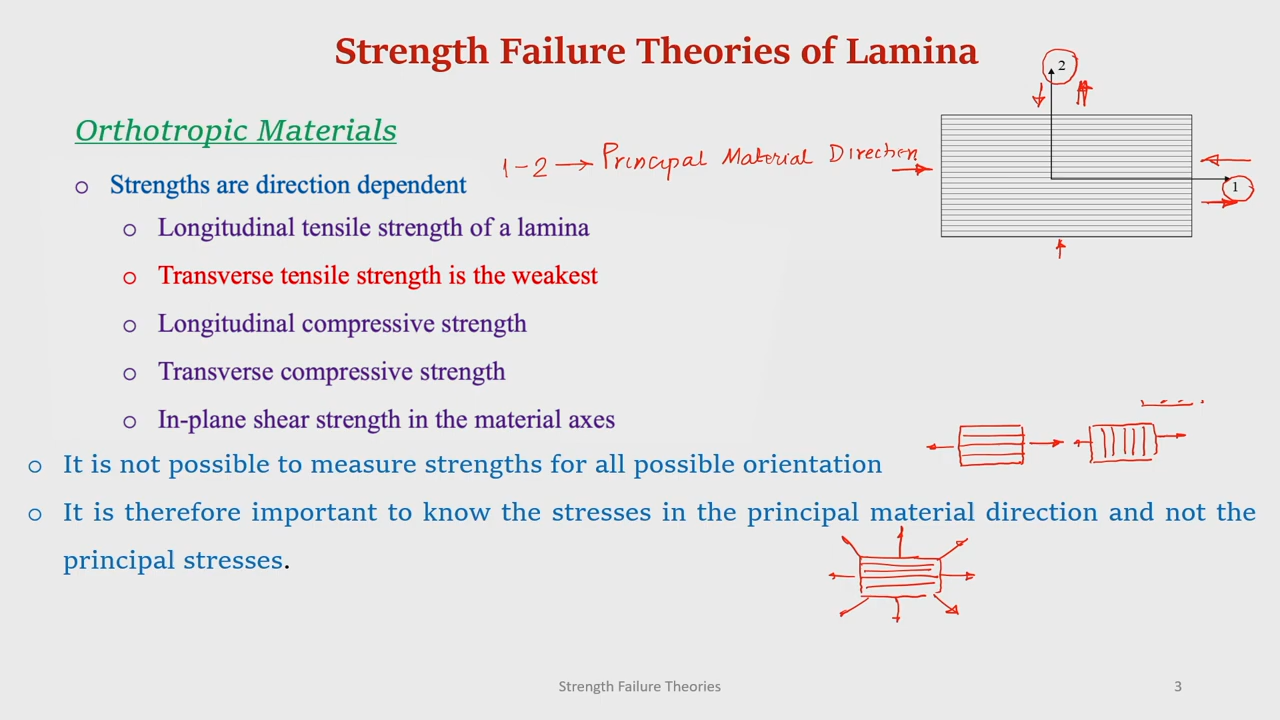 Strength Failure Theories of Lamina
2
Orthotropic Materials
1-2 → Principal Material Direction
○ Strengths are direction dependent
1
○ Longitudinal tensile strength of a lamina
○ Transverse tensile strength is the weakest
○ Longitudinal compressive strength
○ Transverse compressive strength
○ In-plane shear strength in the material axes
○ It is not possible to measure strengths for all possible orientation
○ It is therefore important to know the stresses in the principal material direction and not the
principal stresses.
Strength Failure Theories
3